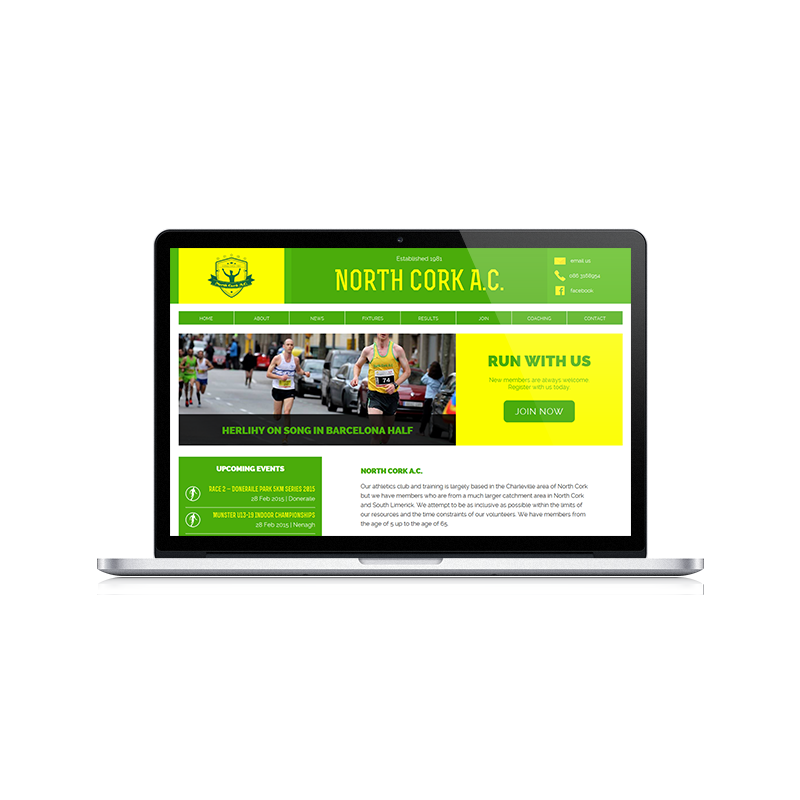 Established 1981
NORTH CORK A.C.
email us
facebook
North Cork A.C.
HOME ABOUT NEWS FIXTURES RESULTS JOIN COACHING CONTACT
74
HERLIHY ON SONG IN BARCELONA HALF
RUN WITH US
New members are always welcome
Register with us today
JOIN NOW
UPCOMING EVENTS
RACE 2 – DONERAILE PARK 5KM SERIES 2015
28 Feb 2015 | Doneraile
MUNSTER U13-19 INDOOR CHAMPIONSHIPS
28 Feb 2015 | Nenagh
NORTH CORK A.C.
Our athletics club and training is largely based in the Charleville area of North Cork
but we have members who are from a much larger catchment area in North Cork
and South Limerick. We attempt to be as inclusive as possible within the limits of
our resources and the time constraints of our volunteers. We have members from
the age of 5 up to the age of 65.